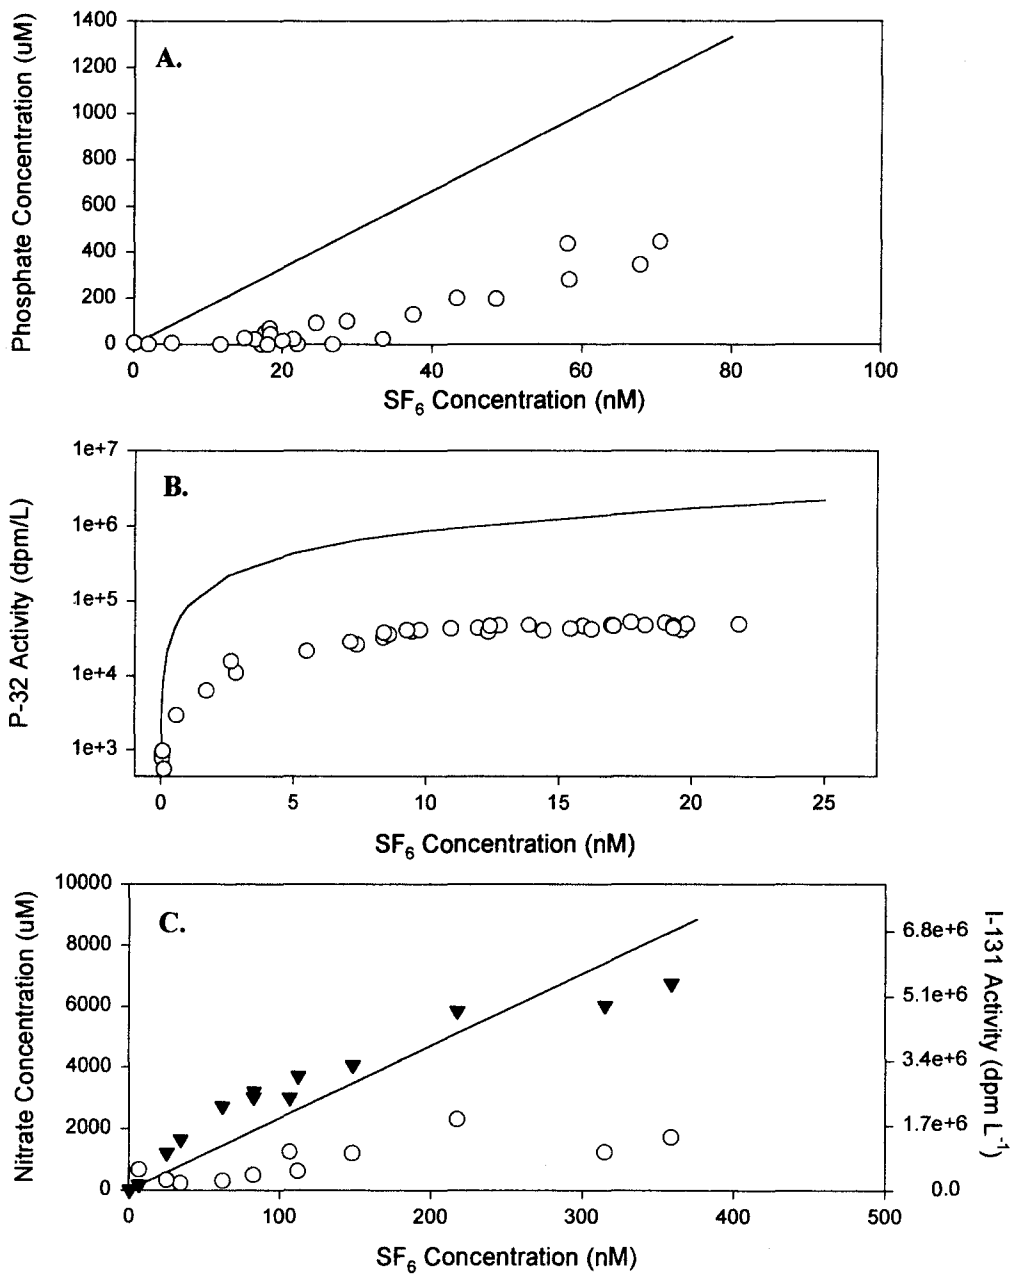 A.
Phosphate Concentration (uM)
1400
1200
1000
800
600
400
200
0
0 20 40 60 80 100
SF6 Concentration (nM)
B.
P-32 Activity (dpm/L)
1e+7
1e+6
1e+5
1e+4
1e+3
0 5 10 15 20 25
SF6 Concentration (nM)
C.
Nitrate Concentration (uM)
10000
8000
6000
4000
2000
0
I-131 Activity (dpm L-1)
6.8e+6
5.1e+6
3.4e+6
1.7e+6
0.0
0 100 200 300 400 500
SF6 Concentration (nM)